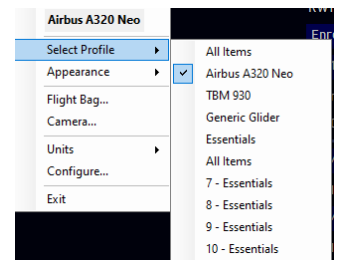 Airbus A320 Neo
Select Profile
Appearance
Flight Bag...
Camera...
Units
Configure...
Exit
All Items
Airbus A320 Neo
TBM 930
Generic Glider
Essentials
All Items
7 - Essentials
8 - Essentials
9 - Essentials
10 - Essentials
Enro